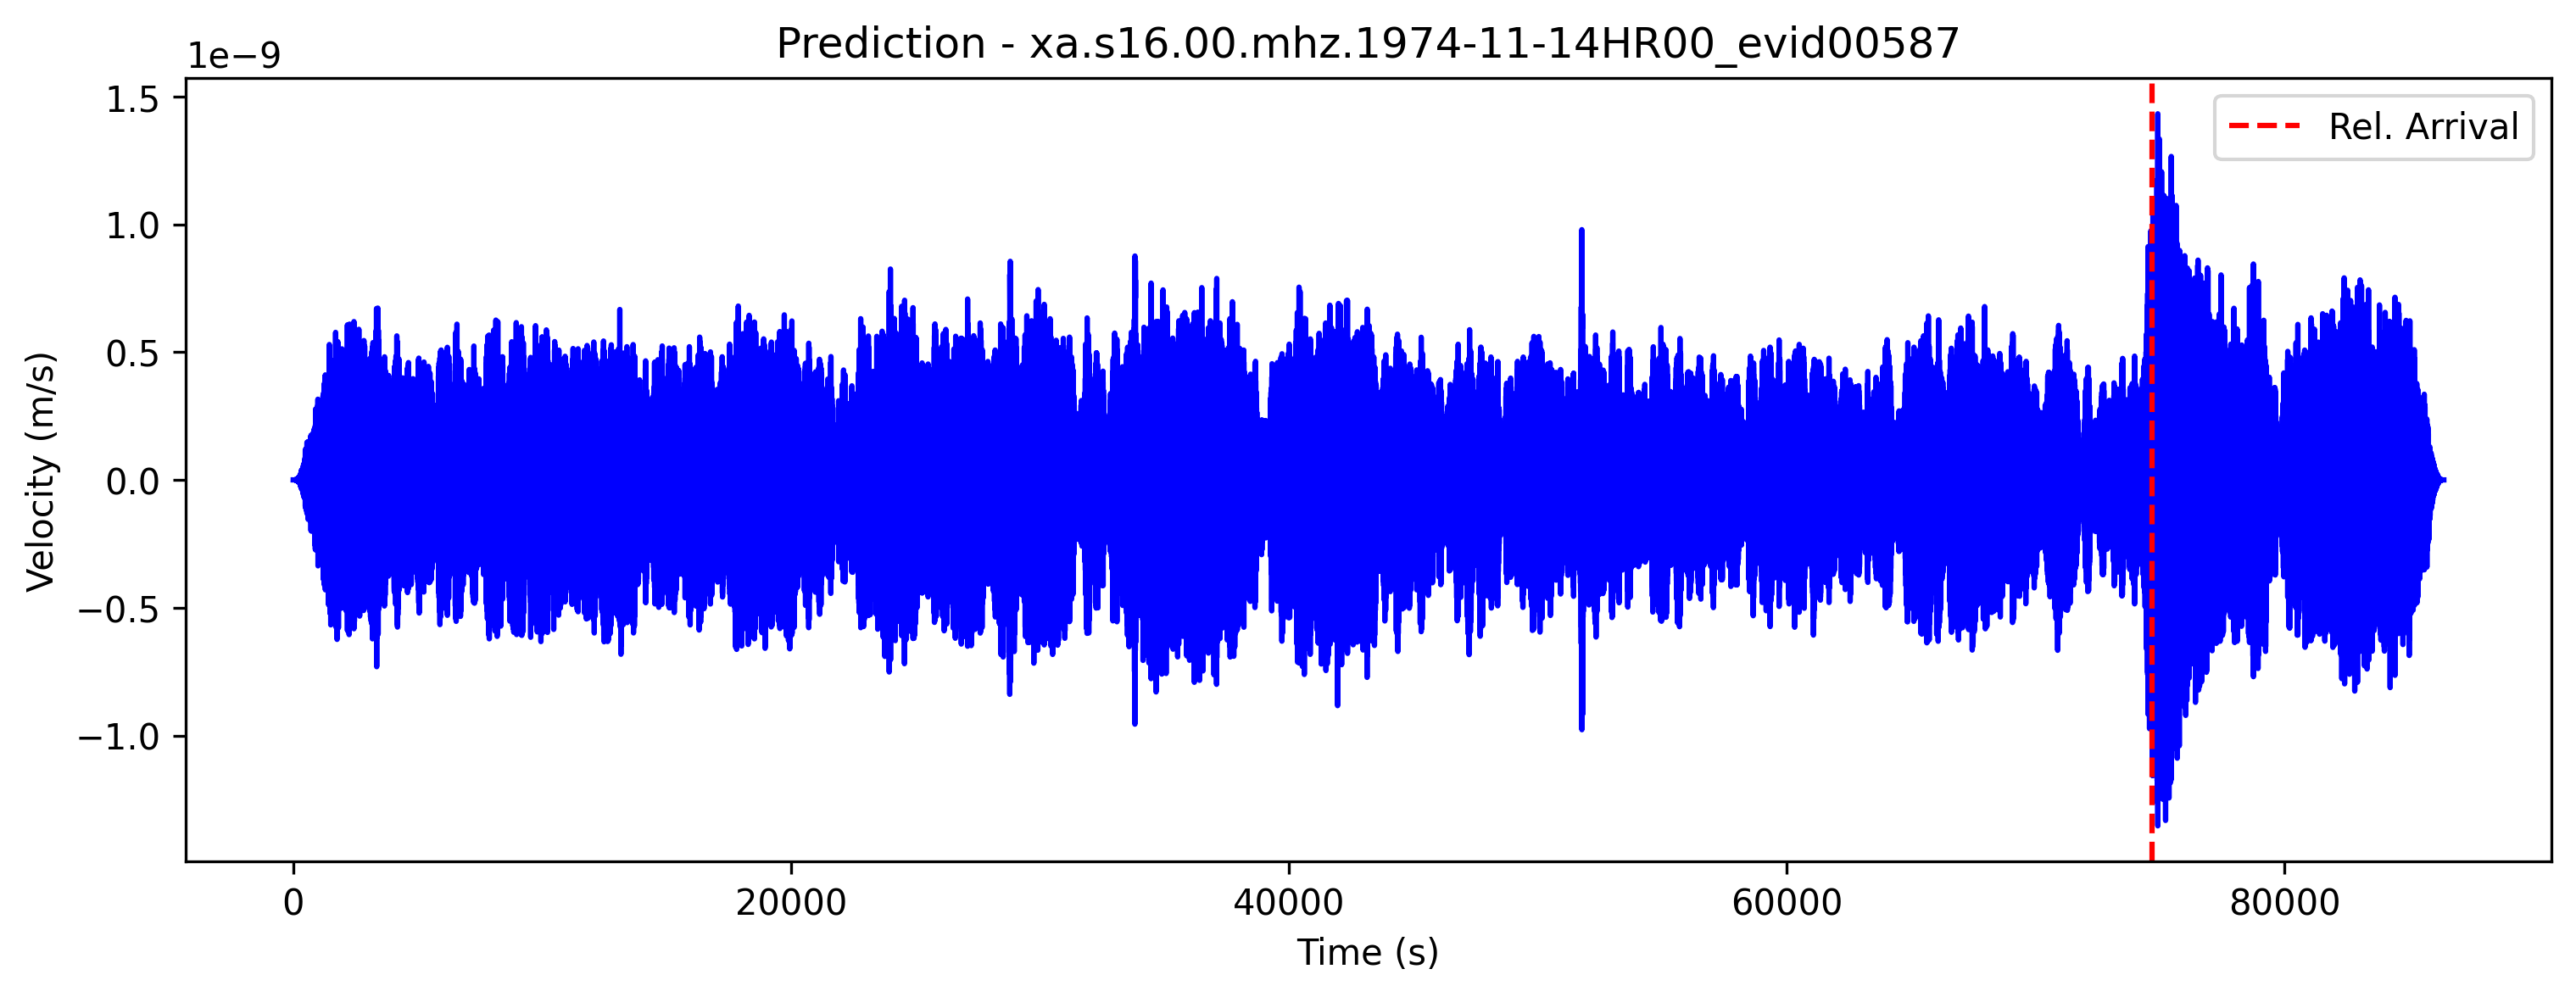 Prediction - xa.s16.00.mhz.1974-11-14HR00_evid00587
1e−9
Rel. Arrival
1.5
1.0
0.5
0.0
−0.5
−1.0
Velocity (m/s)
0 20000 40000 60000 80000
Time (s)